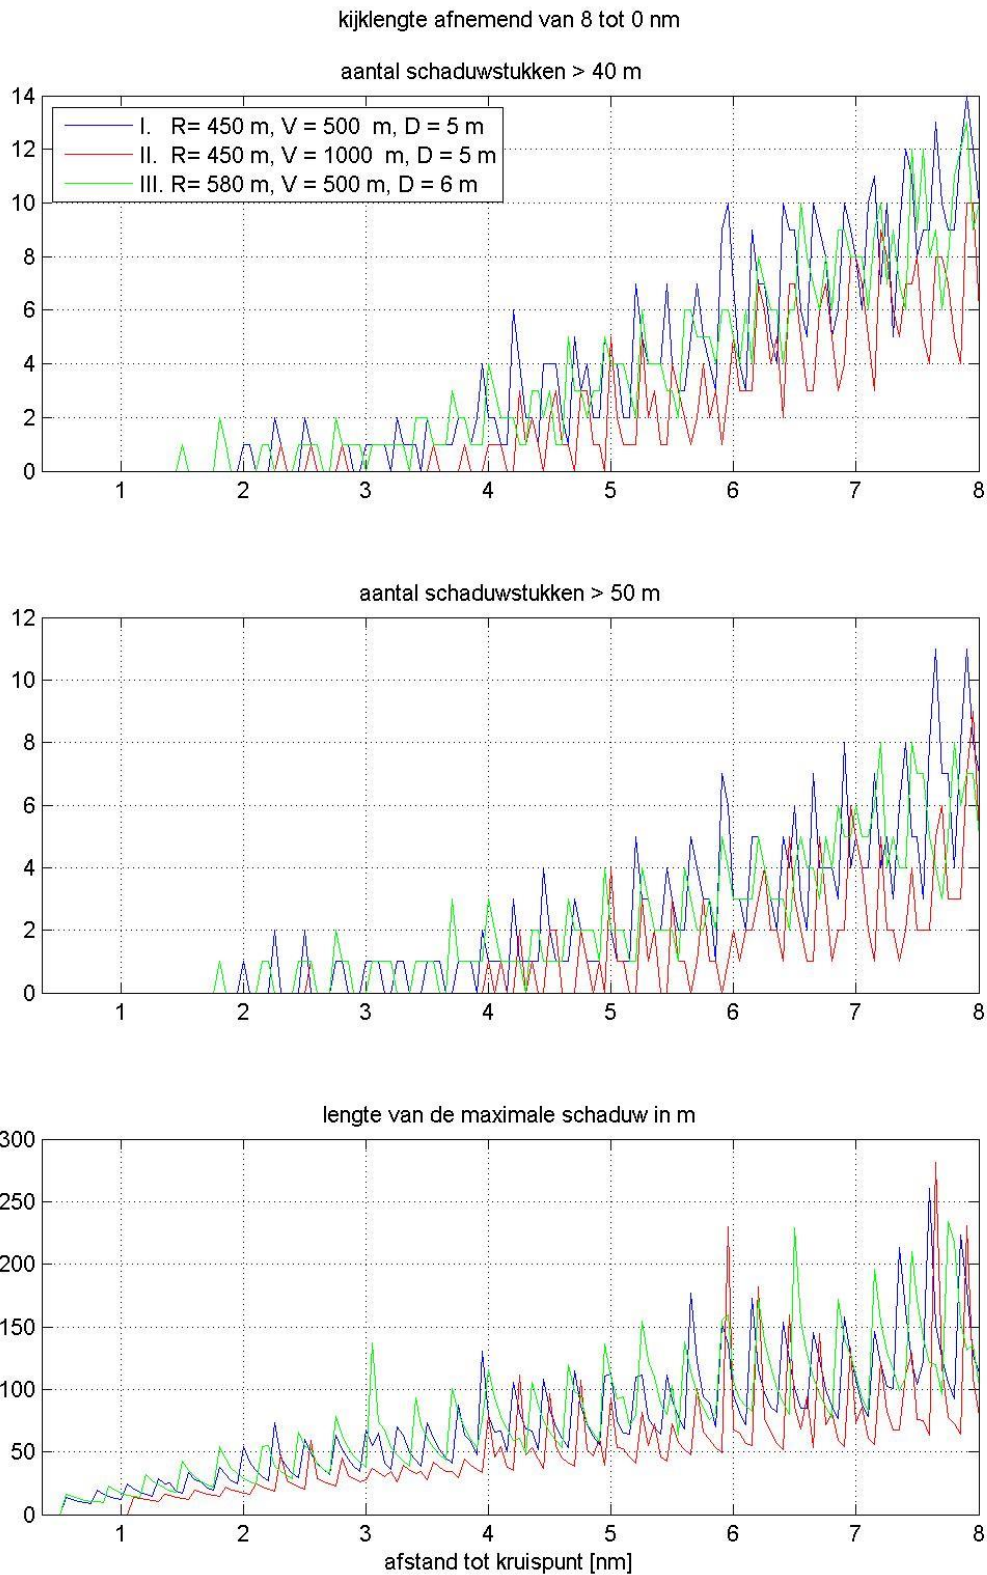 kijklengte afnemend van 8 tot 0 nm
aantal schaduwstukken > 40 m
14
12
10
8
6
4
2
0
I. R= 450 m, V = 500 m, D = 5 m
II. R= 450 m, V = 1000 m, D = 5 m
III. R= 580 m, V = 500 m, D = 6 m
1 2 3 4 5 6 7 8
aantal schaduwstukken > 50 m
12
10
8
6
4
2
0
1 2 3 4 5 6 7 8
lengte van de maximale schaduw in m
300
250
200
150
100
50
0
1 2 3 4 5 6 7 8
afstand tot kruispunt [nm]